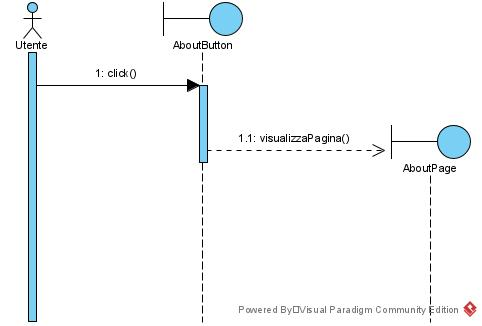 Utente
AboutButton
1: click()
1.1: visualizzaPagina()
AboutPage
Powered By Visual Paradigm Community Edition